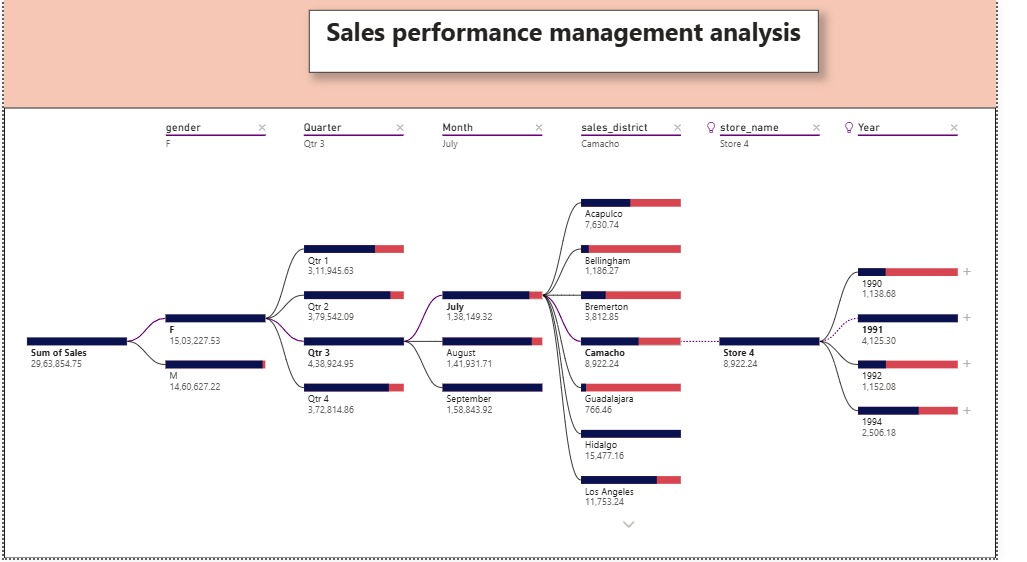 Sales performance management analysis
gender
F
Quarter
Qtr 3
Month
July
sales_district
Camacho
store_name
Store 4
Year
Sum of Sales
29,63,854.75
F
15,03,227.53
M
14,60,627.22
Qtr 1
3,11,945.63
Qtr 2
3,79,542.09
Qtr 3
4,38,924.95
Qtr 4
3,72,814.86
July
1,38,149.32
August
1,41,931.71
September
1,58,843.92
Acapulco
7,630.74
Bellingham
1,186.27
Bremerton
3,812.85
Camacho
8,922.24
Guadalajara
766.46
Hidalgo
15,477.16
Los Angeles
11,753.24
Store 4
8,922.24
1990
1,138.68
1991
4,125.30
1992
1,152.08
1994
2,506.18